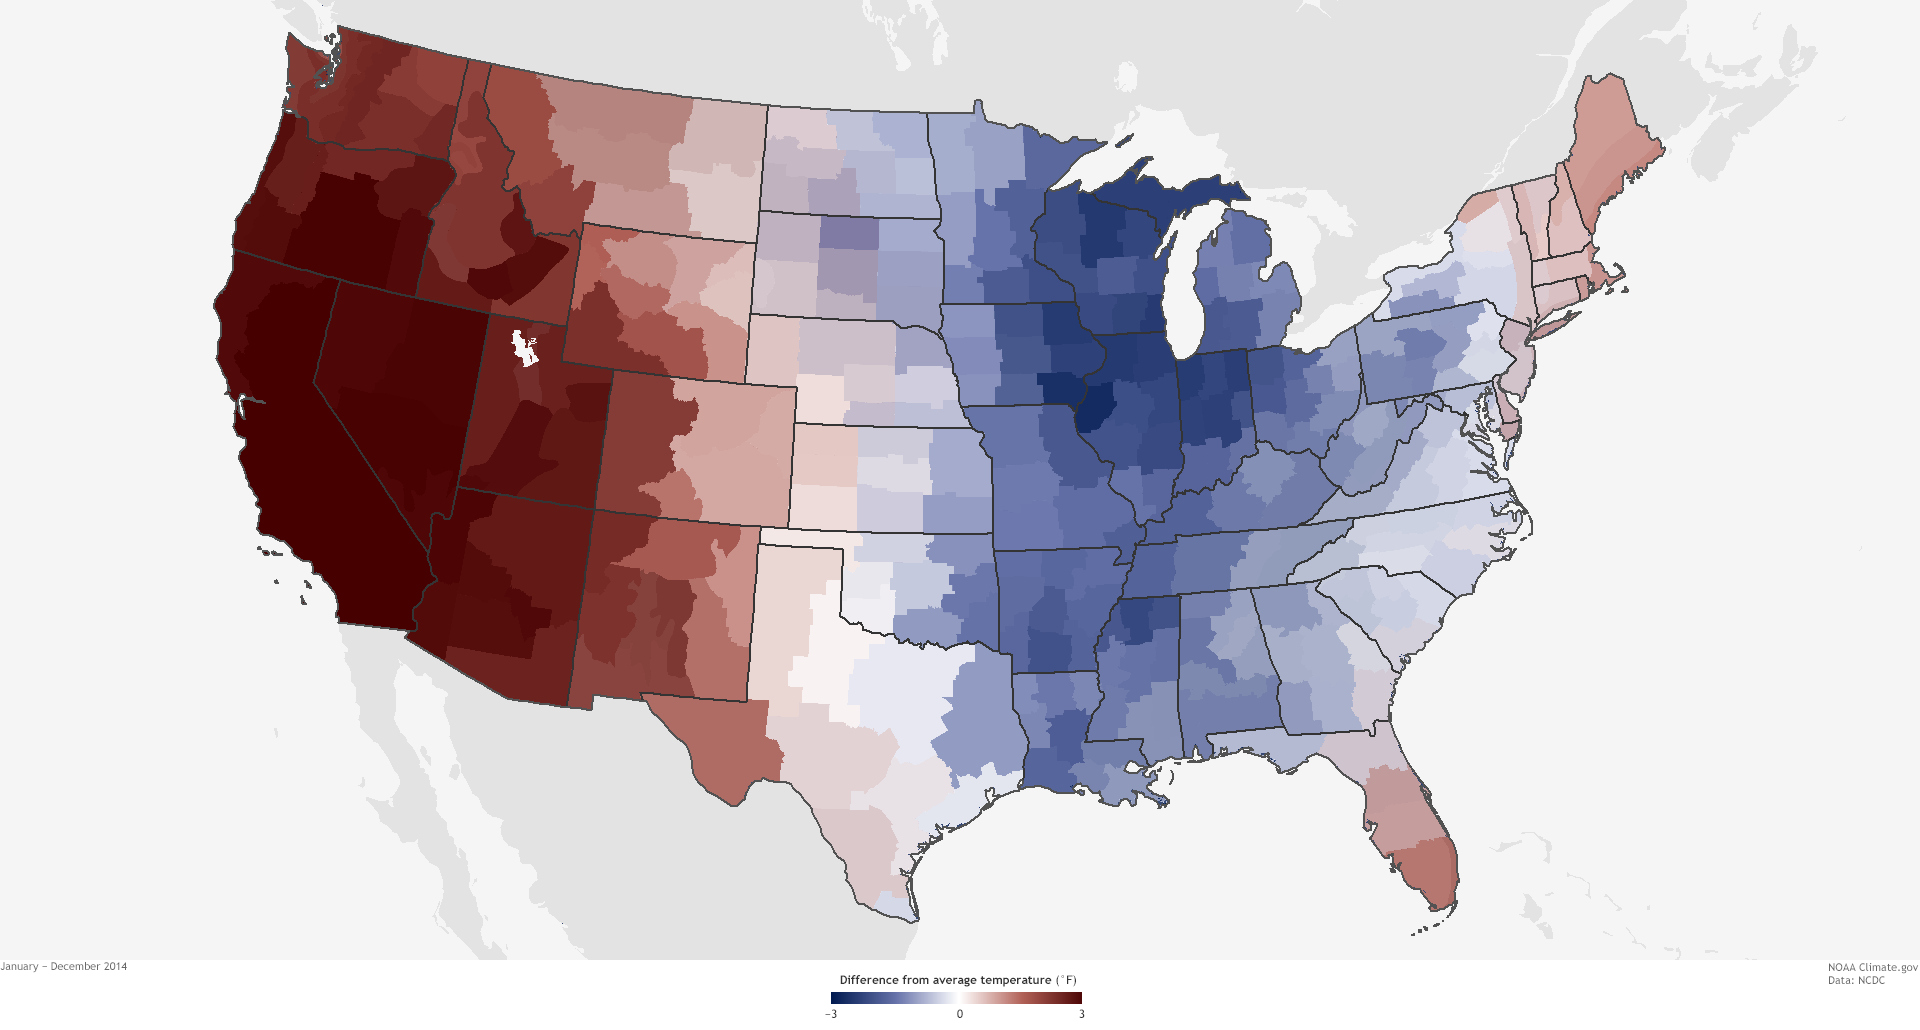 January – December 2014
NOAA Climate.gov
Data: NCDC
Difference from average temperature (°F)
−3 0 3